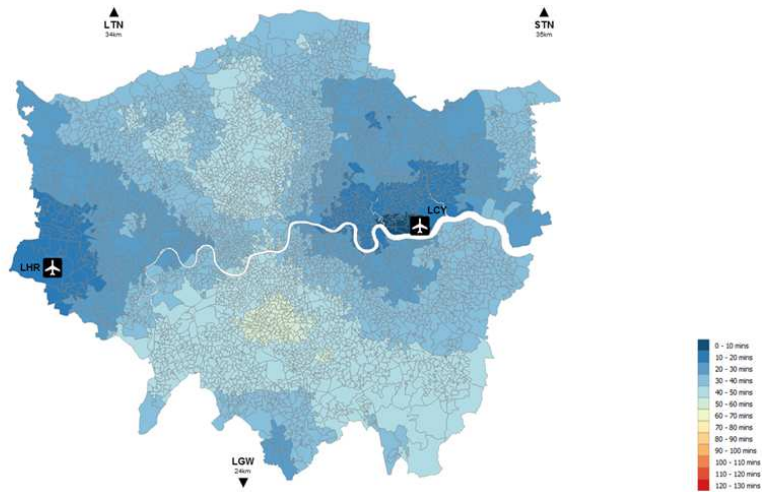 LTN
34km
STN
35km
LCY
LHR
LGW
24km
0 - 10 mins
10 - 20 mins
20 - 30 mins
30 - 40 mins
40 - 50 mins
50 - 60 mins
60 - 70 mins
70 - 80 mins
80 - 90 mins
90 - 100 mins
100 - 110 mins
110 - 120 mins
120 - 130 mins